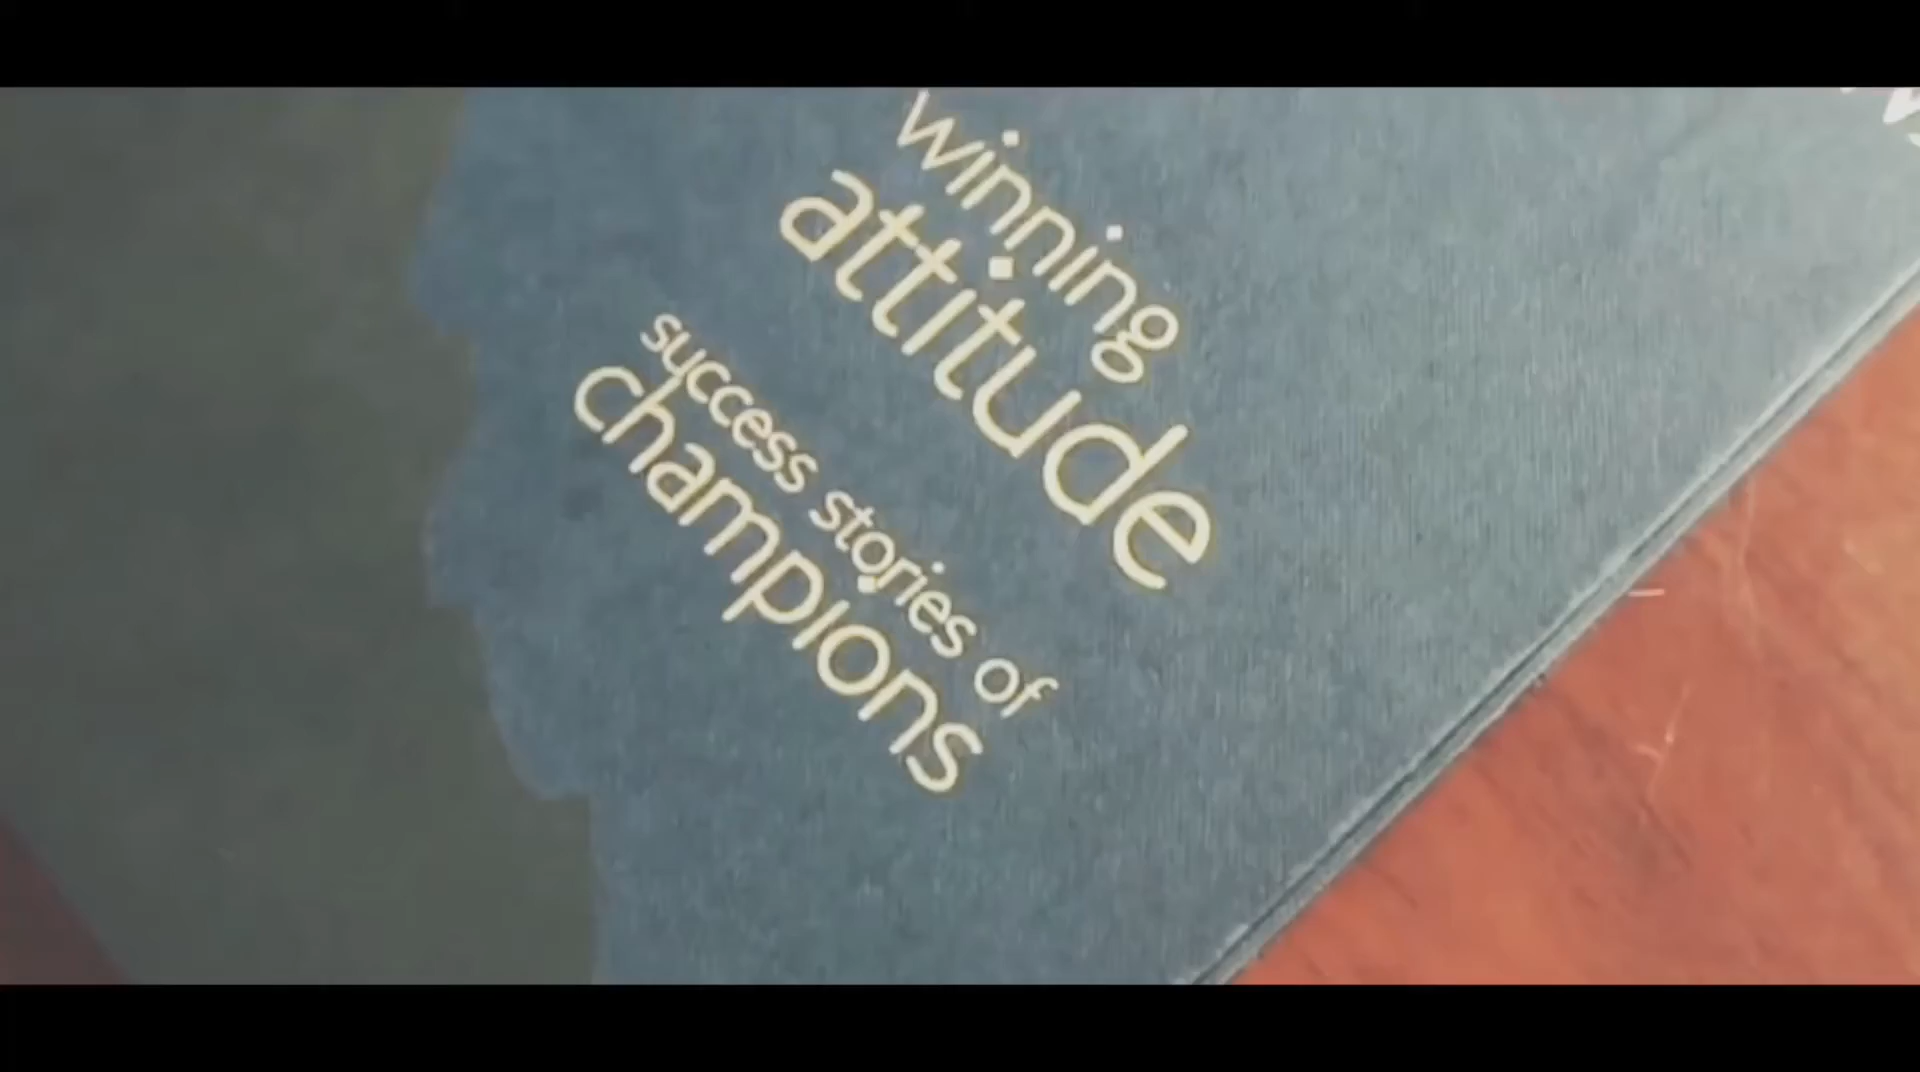 winning
attitude
success stories of
champions